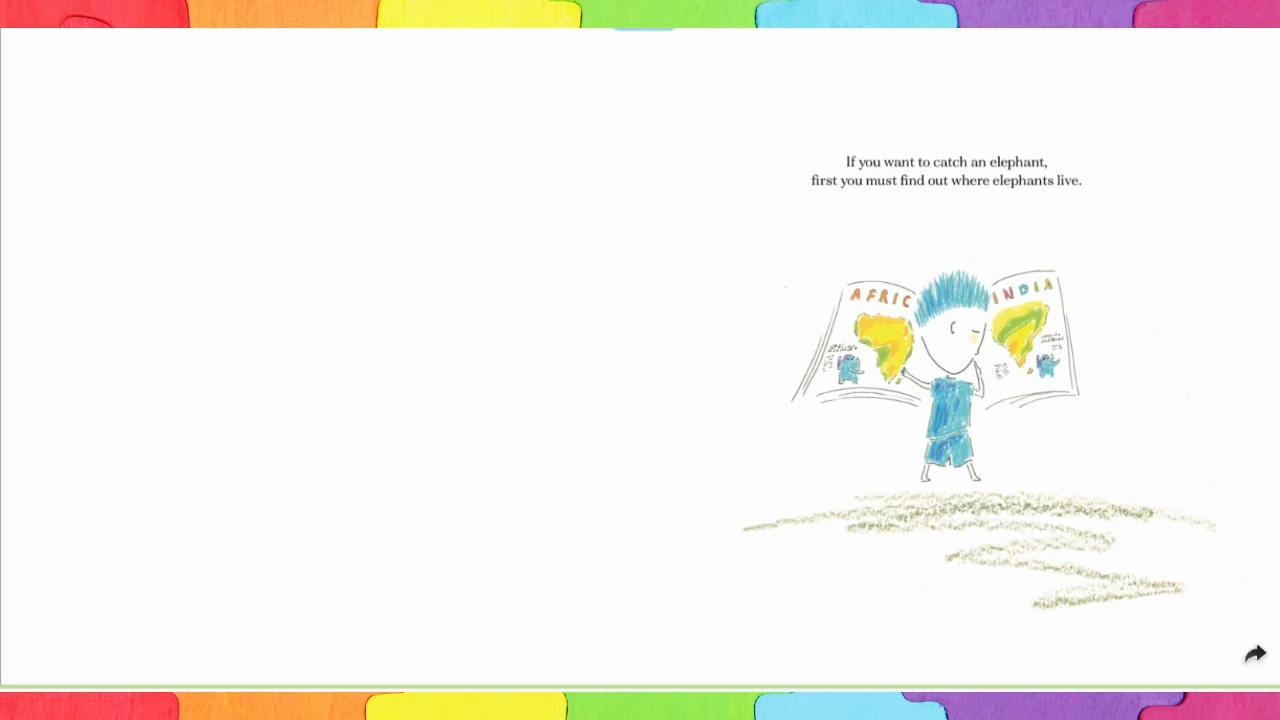 If you want to catch an elephant,
first you must find out where elephants live.
AFRIC
INDIA